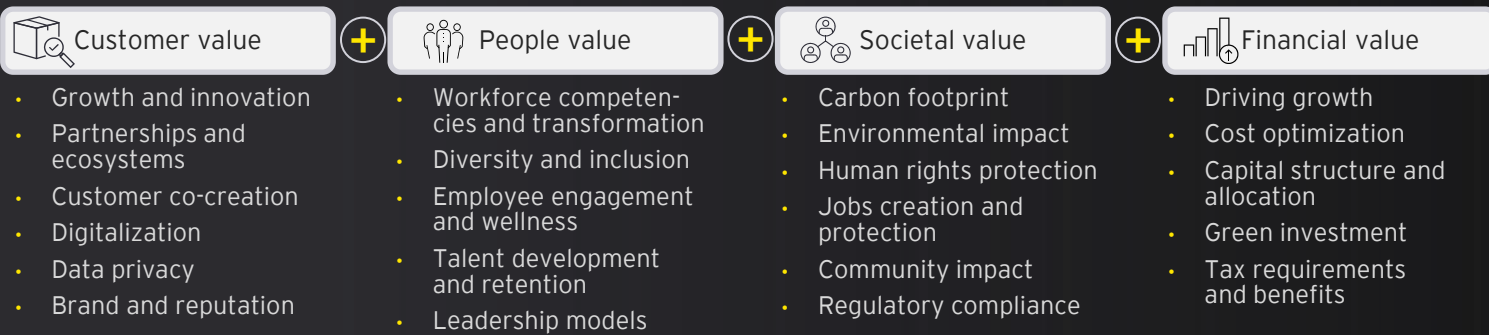 Customer value
+
People value
+
Societal value
+
Financial value
• Growth and innovation
• Partnerships and
ecosystems
• Customer co-creation
• Digitalization
• Data privacy
• Brand and reputation
• Workforce competen-
cies and transformation
• Diversity and inclusion
• Employee engagement
and wellness
• Talent development
and retention
• Leadership models
• Carbon footprint
• Environmental impact
• Human rights protection
• Jobs creation and
protection
• Community impact
• Regulatory compliance
• Driving growth
• Cost optimization
• Capital structure and
allocation
• Green investment
• Tax requirements
and benefits